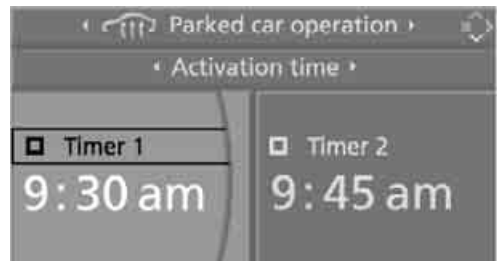 Parked car operation
Activation time
Timer 1
9:30 am
Timer 2
9:45 am